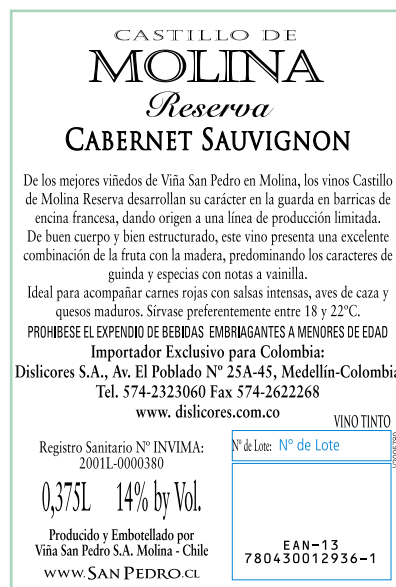 CASTILLO DE
MOLINA
Reserva
CABERNET SAUVIGNON
De los mejores viñedos de Viña San Pedro en Molina, los vinos Castillo
de Molina Reserva desarrollan su carácter en la guarda en barricas de
encina francesa, dando origen a una línea de producción limitada.
De buen cuerpo y bien estructurado, este vino presenta una excelente
combinación de la fruta con la madera, predominando los caracteres de
guinda y especias con notas a vainilla.
Ideal para acompañar carnes rojas con salsas intensas, aves de caza y
quesos maduros. Sírvase preferentemente entre 18 y 22ºC.
PROHIBESE EL EXPENDIO DE BEBIDAS EMBRIAGANTES A MENORES DE EDAD
Importador Exclusivo para Colombia:
Dislicores S.A., Av. El Poblado Nº 25A-45, Medellín-Colombia
Tel. 574-2323060 Fax 574-2622268
www. dislicores.com.co
VINO TINTO
Registro Sanitario Nº INVIMA:
2001L-0000380
Nº de Lote: Nº de Lote
0,375L 14% by Vol.
Producido y Embotellado por
Viña San Pedro S.A. Molina - Chile
WWW.SAN PEDRO.CL
EAN-13
780430012936-1